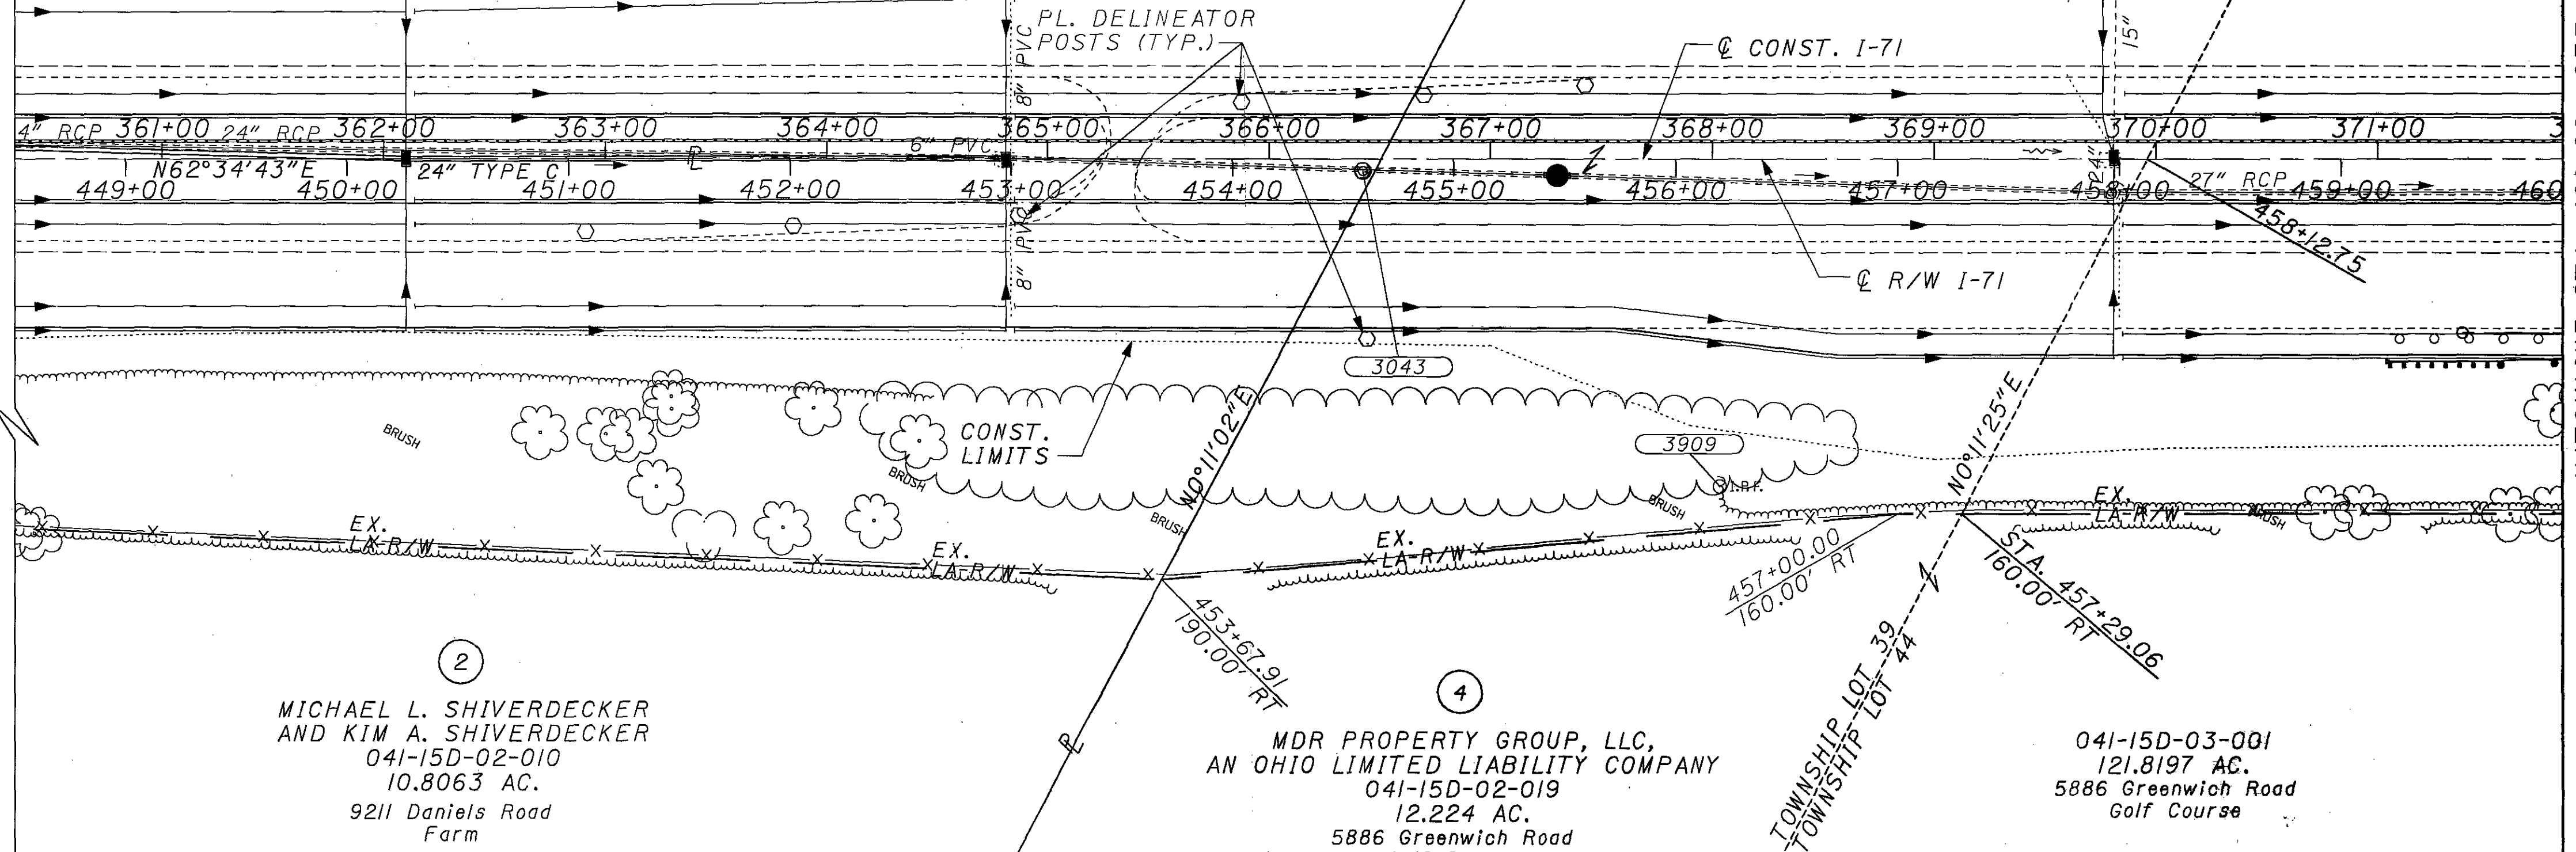 PL. DELINEATOR
POSTS (TYP.)
℄ CONST. I-71
15"
8" PVC
4" RCP 361+00 24" RCP 362+00 363+00 364+00 365+00 366+00 367+00 368+00 369+00 370+00 371+00 3
N62°34'43"E
24" TYPE C
6" PVC
24"
27" RCP
449+00 450+00 451+00 452+00 453+00 454+00 455+00 456+00 457+00 458+00 459+00 460
8" PVC
458+12.75
℄ R/W I-71
3043
CONST.
LIMITS
N0°11'02"E
N0°11'25"E
3909
BRUSH
BRUSH
BRUSH
BRUSH
BRUSH
I.P.F.
EX.
LA-R/W
EX.
LA-R/W
EX.
LA-R/W
EX.
LA-R/W
453+67.91
190.00' RT
457+00.00
160.00' RT
STA. 457+29.06
160.00' RT
TOWNSHIP LOT 39
TOWNSHIP LOT 44
2
MICHAEL L. SHIVERDECKER
AND KIM A. SHIVERDECKER
041-15D-02-010
10.8063 AC.
9211 Daniels Road
Farm
4
MDR PROPERTY GROUP, LLC,
AN OHIO LIMITED LIABILITY COMPANY
041-15D-02-019
12.224 AC.
5886 Greenwich Road
041-15D-03-001
121.8197 AC.
5886 Greenwich Road
Golf Course